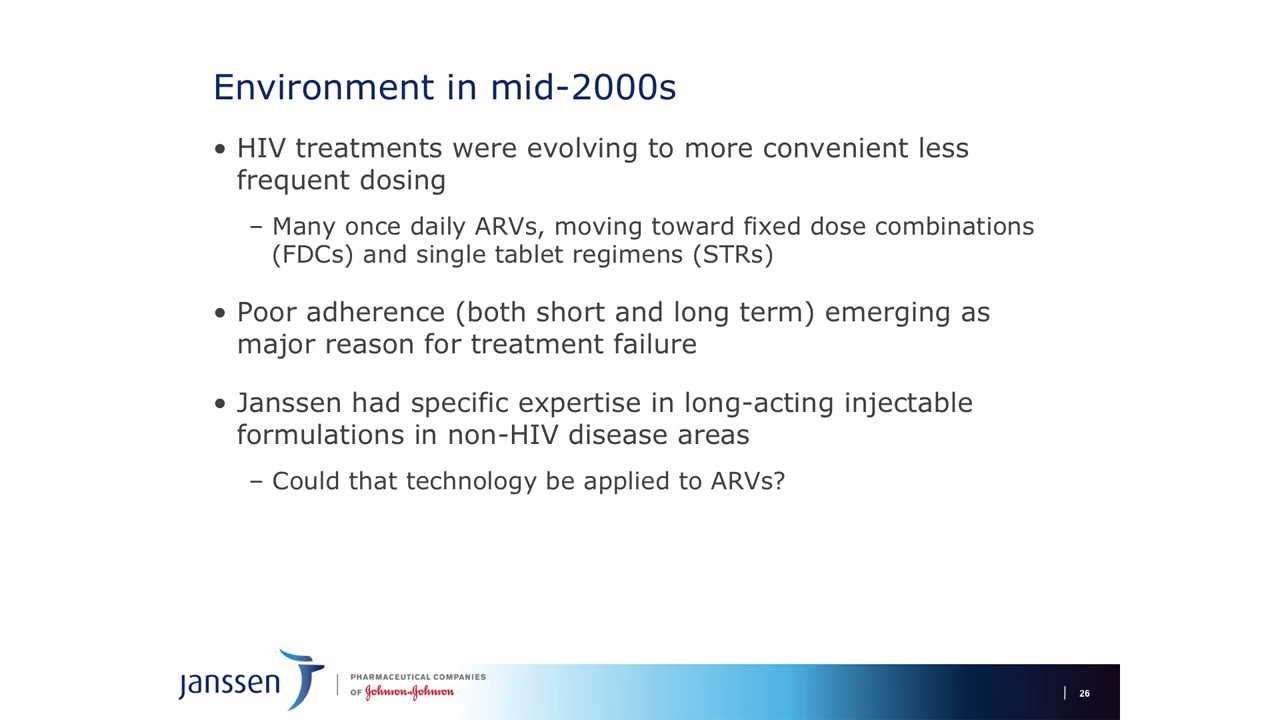 Environment in mid-2000s
• HIV treatments were evolving to more convenient less
frequent dosing
– Many once daily ARVs, moving toward fixed dose combinations
(FDCs) and single tablet regimens (STRs)
• Poor adherence (both short and long term) emerging as
major reason for treatment failure
• Janssen had specific expertise in long-acting injectable
formulations in non-HIV disease areas
– Could that technology be applied to ARVs?
janssen
PHARMACEUTICAL COMPANIES
OF Johnson & Johnson
26